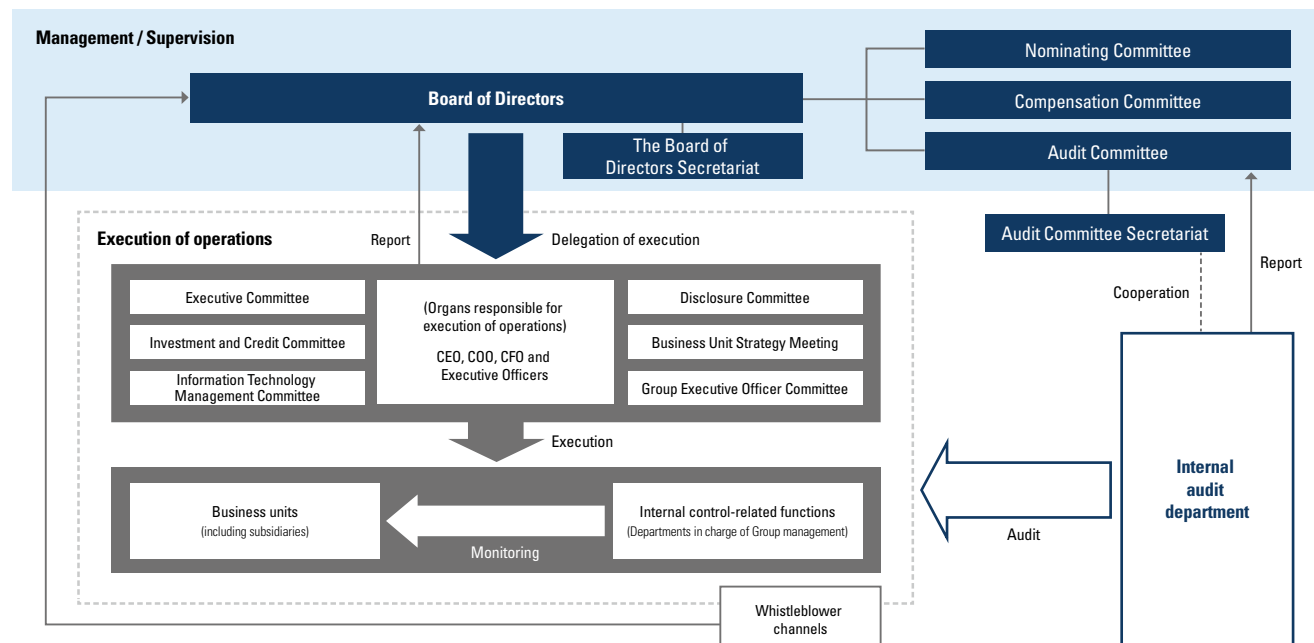 Management / Supervision
Board of Directors
The Board of
Directors Secretariat
Nominating Committee
Compensation Committee
Audit Committee
Audit Committee Secretariat
Report
Cooperation
Execution of operations
Report
Delegation of execution
Executive Committee
Investment and Credit Committee
Information Technology
Management Committee
(Organs responsible for
execution of operations)
CEO, COO, CFO and
Executive Officers
Disclosure Committee
Business Unit Strategy Meeting
Group Executive Officer Committee
Execution
Business units
(including subsidiaries)
Monitoring
Internal control-related functions
(Departments in charge of Group management)
Audit
Internal
audit
department
Whistleblower
channels